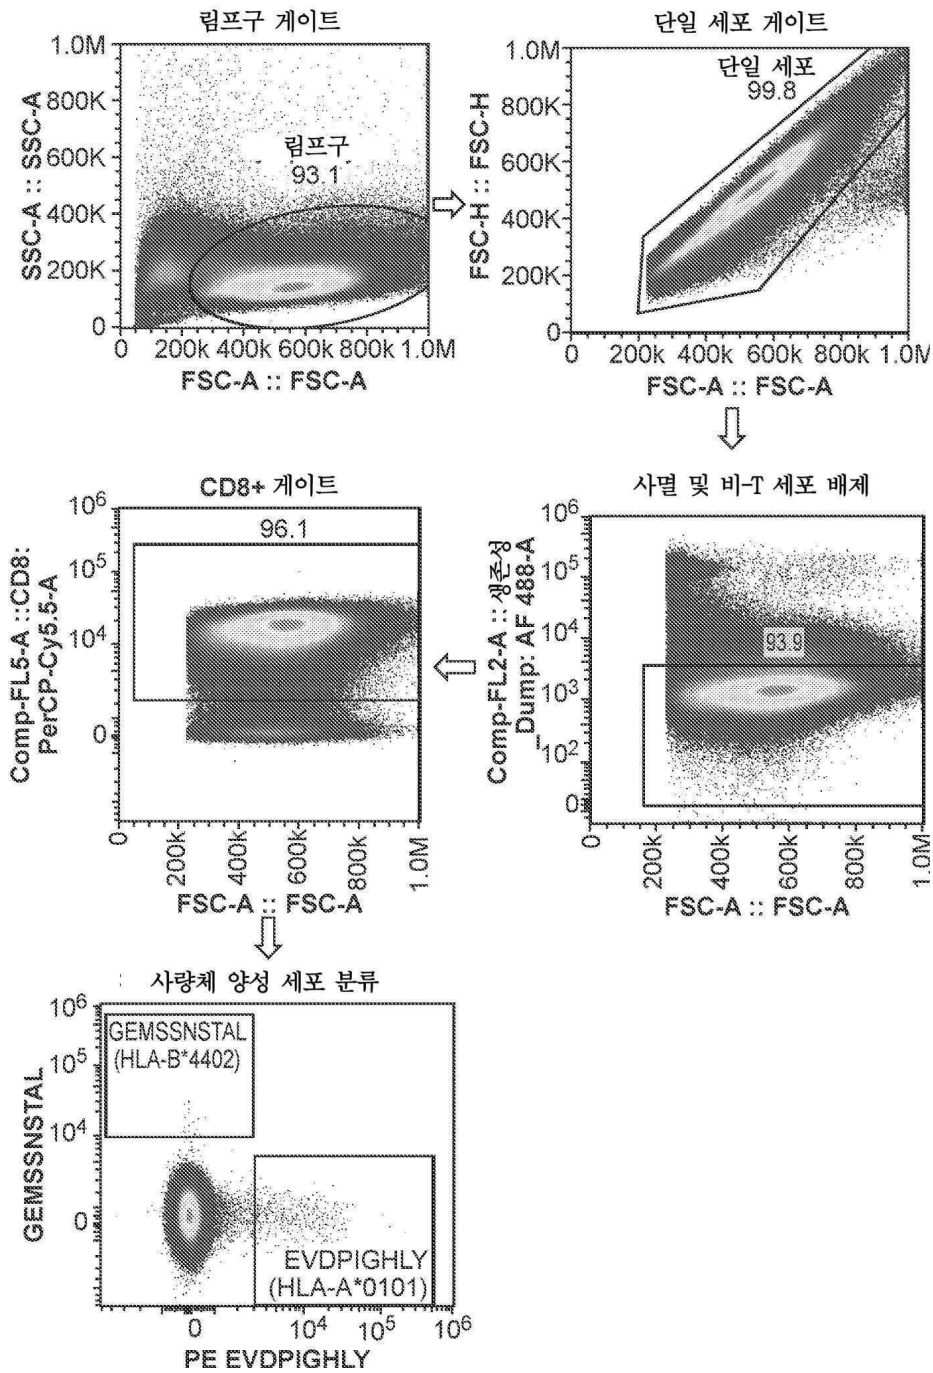 림프구 게이트
1.0M
800K
600K
400K
200K
0
SSC-A :: SSC-A
림프구
93.1
0 200k 400k 600k 800k 1.0M
FSC-A :: FSC-A
단일 세포 게이트
1.0M
800K
600K
400K
200K
0
FSC-H :: FSC-H
단일 세포
99.8
0 200k 400k 600k 800k 1.0M
FSC-A :: FSC-A
사멸 및 비-T 세포 배제
10⁶
10⁵
10⁴
10³
_10²
0
Comp-FL2-A :: 생존성
Dump: AF 488-A
93.9
0 200k 400k 600k 800k 1.0M
FSC-A :: FSC-A
CD8+ 게이트
10⁶
10⁵
10⁴
0
Comp-FL5-A ::CD8:
PerCP-Cy5.5-A
96.1
0 200k 400k 600k 800k 1.0M
FSC-A :: FSC-A
사량체 양성 세포 분류
10⁶
10⁵
10⁴
0
GEMSSNSTAL
GEMSSNSTAL
(HLA-B*4402)
EVDPIGHLY
(HLA-A*0101)
0 10⁴ 10⁵ 10⁶
PE EVDPIGHLY